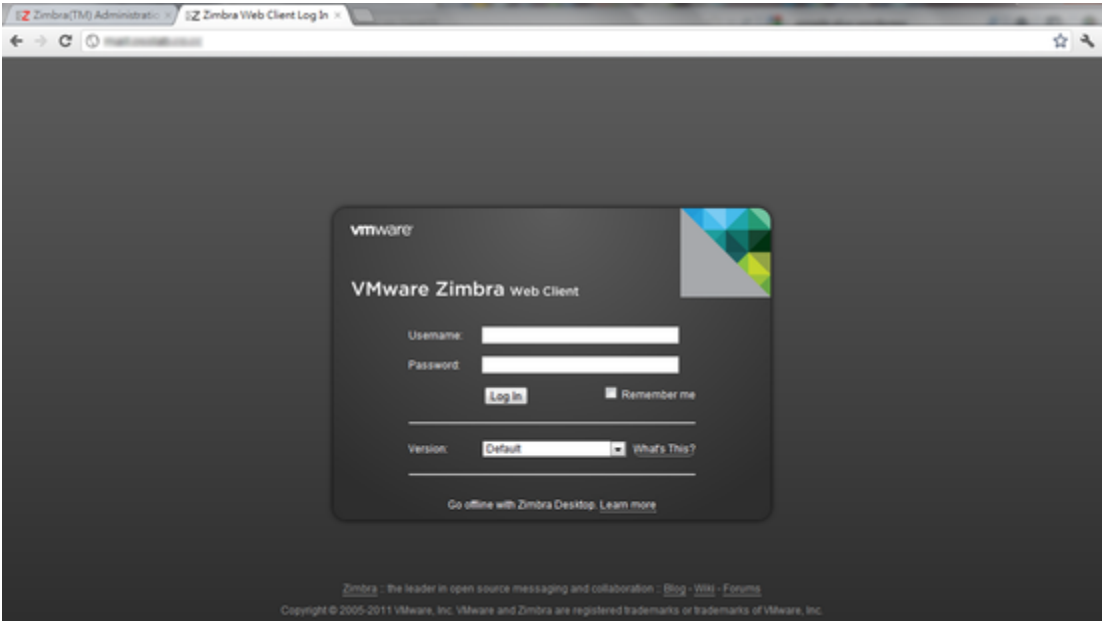 Zimbra(TM) Administratio
Zimbra Web Client Log In
vmware
VMware Zimbra Web Client
Username:
Password:
Log In
Remember me
Version:
Default
What's This?
Go offline with Zimbra Desktop. Learn more
Zimbra :: the leader in open source messaging and collaboration :: Blog - Wiki - Forums
Copyright © 2005-2011 VMware, Inc. VMware and Zimbra are registered trademarks or trademarks of VMware, Inc.